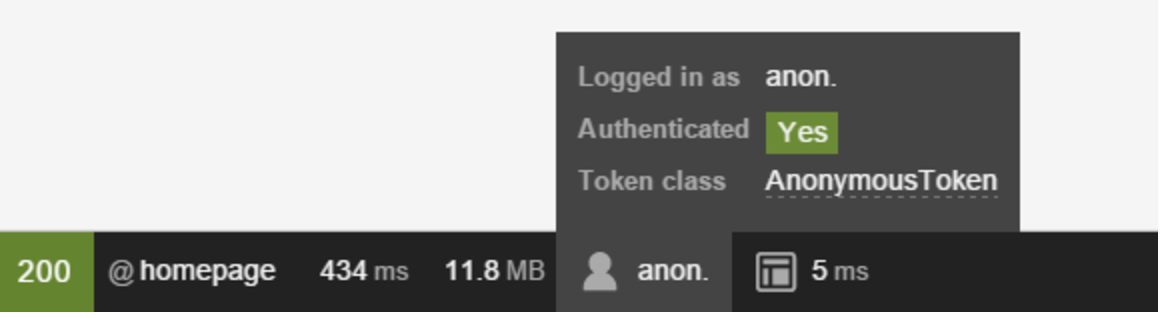 Logged in as anon.
Authenticated Yes
Token class AnonymousToken
200 @ homepage 434 ms 11.8 MB anon. 5 ms